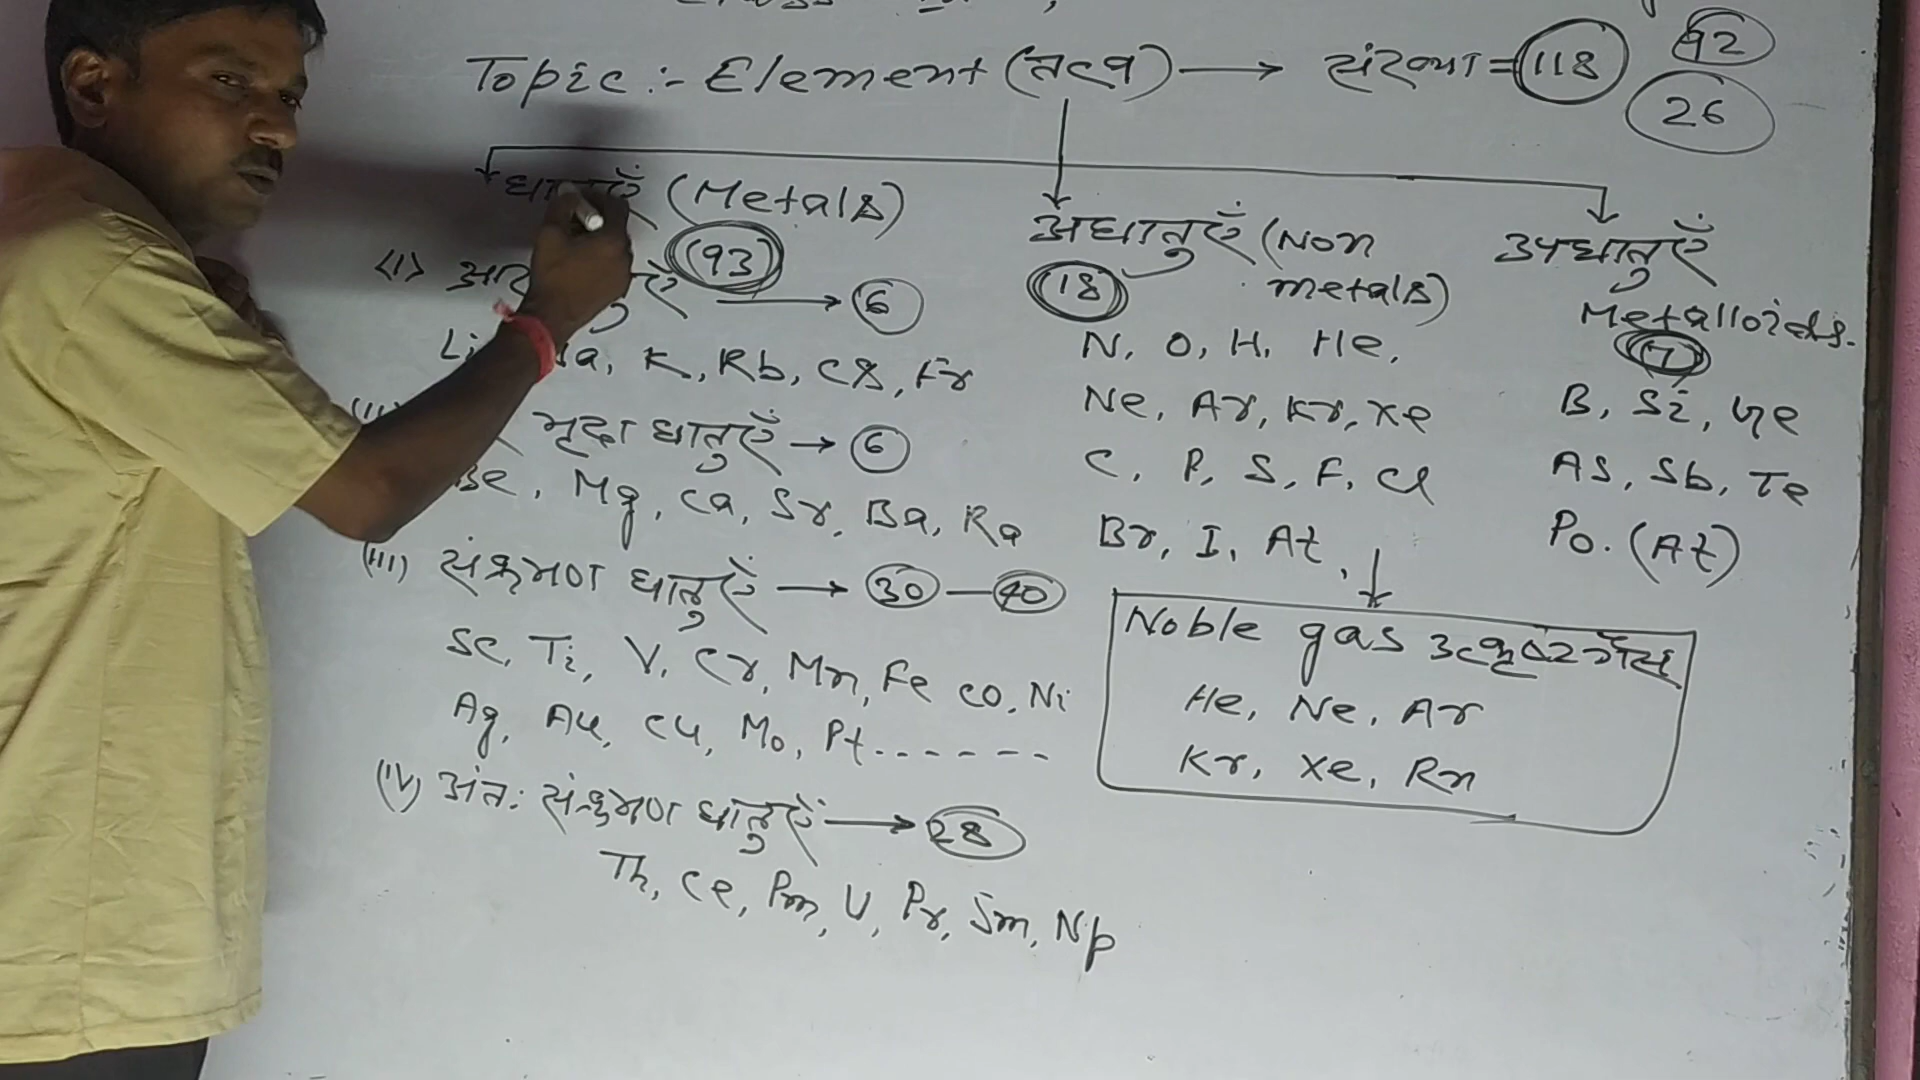 Topic :- Element (तत्व) → संख्या = 118
92
26
धातुएँ (Metals)
93
(I) → 6
Na, K, Rb, Cs, Fr
(II) मृदा धातुएँ → 6
Be, Mg, Ca, Sr, Ba, Ra
(III) संक्रमण धातुएँ → 30 — 40
Sc, Ti, V, Cr, Mn, Fe Co, Ni
Ag, Au, Cu, Mo, Pt ------
(IV) अंत: संक्रमण धातुएँ → 28
Th, Ce, Pm, U, Pr, Sm, Np
अधातुएँ (Non
metals)
18
N, O, H, He,
Ne, Ar, Kr, Xe
C, P, S, F, Cl
Br, I, At,
उपधातुएँ
Metalloids.
7
B, Si, Ge
As, Sb, Te
Po. (At)
Noble gas उत्कृष्ट गैस
He, Ne, Ar
Kr, Xe, Rn